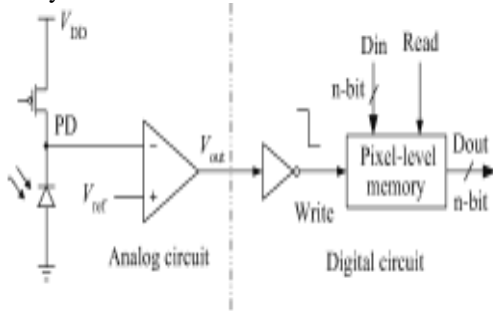 V_DD
PD
V_ref
−
+
V_out
Analog circuit
Din
Read
n-bit
Pixel-level
memory
Write
Dout
n-bit
Digital circuit